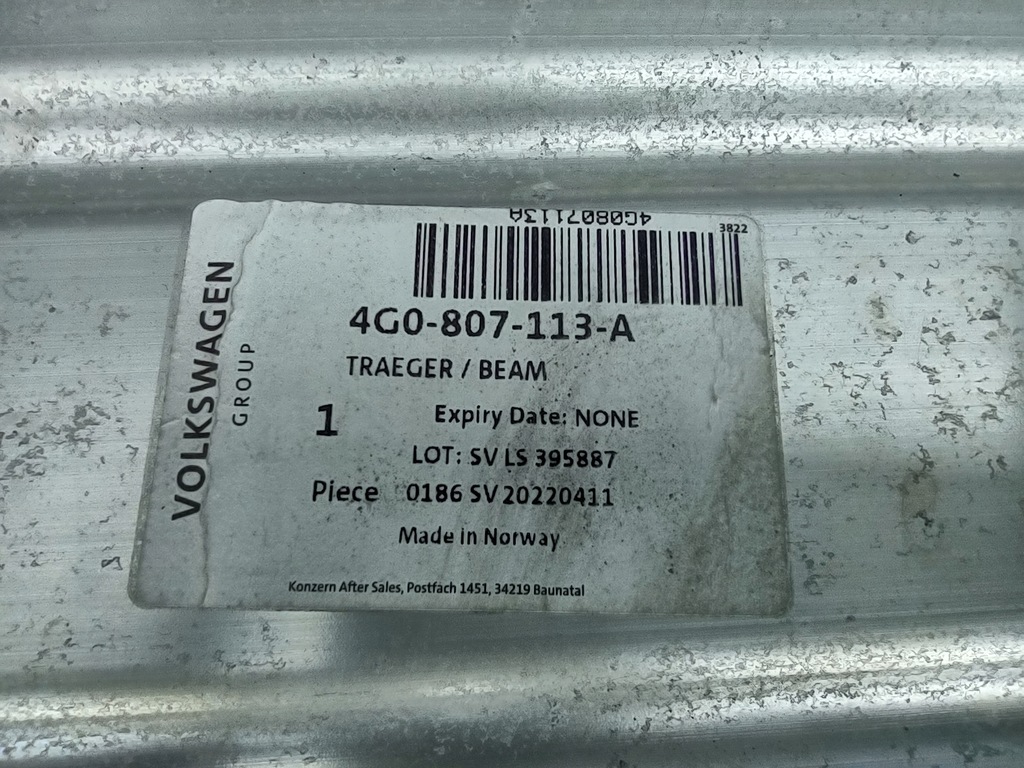 4G0807113A
3822
VOLKSWAGEN
GROUP
4G0-807-113-A
TRAEGER / BEAM
1 Expiry Date: NONE
LOT: SV LS 395887
Piece 0186 SV 20220411
Made in Norway
Konzern After Sales, Postfach 1451, 34219 Baunatal